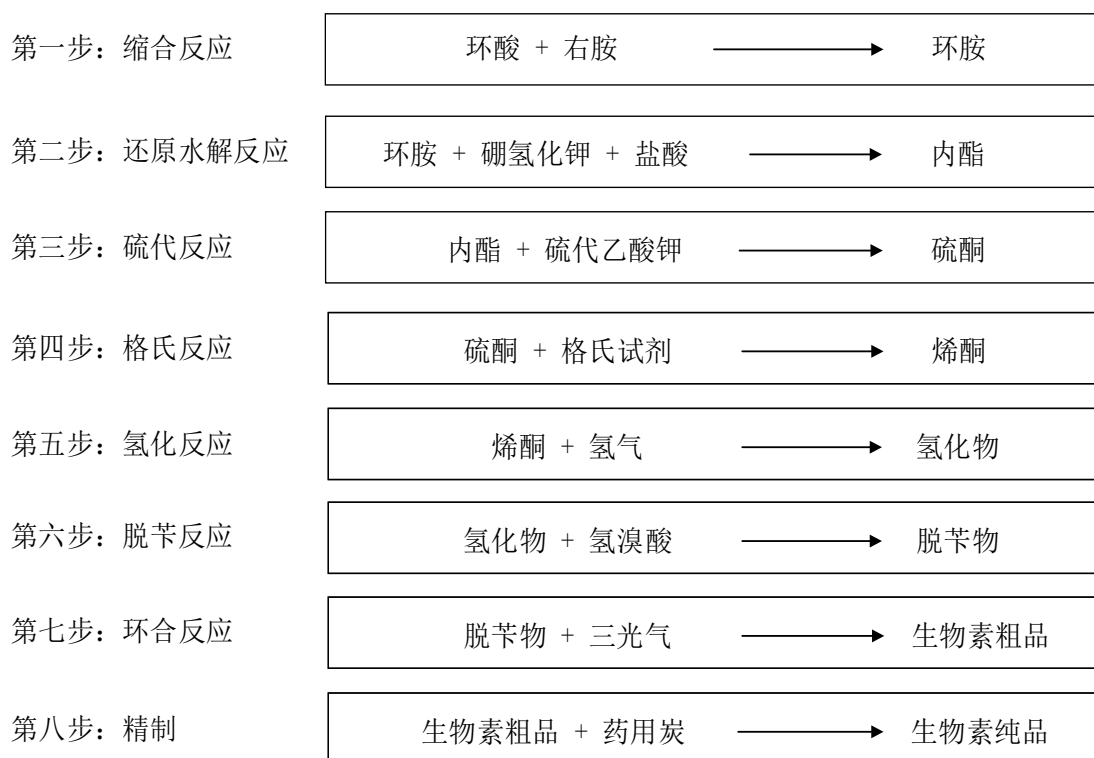 第一步：缩合反应 环酸 + 右胺 环胺
第二步：还原水解反应 环胺 + 硼氢化钾 + 盐酸 内酯
第三步：硫代反应 内酯 + 硫代乙酸钾 硫酮
第四步：格氏反应 硫酮 + 格氏试剂 烯酮
第五步：氢化反应 烯酮 + 氢气 氢化物
第六步：脱苄反应 氢化物 + 氢溴酸 脱苄物
第七步：环合反应 脱苄物 + 三光气 生物素粗品
第八步：精制 生物素粗品 + 药用炭 生物素纯品